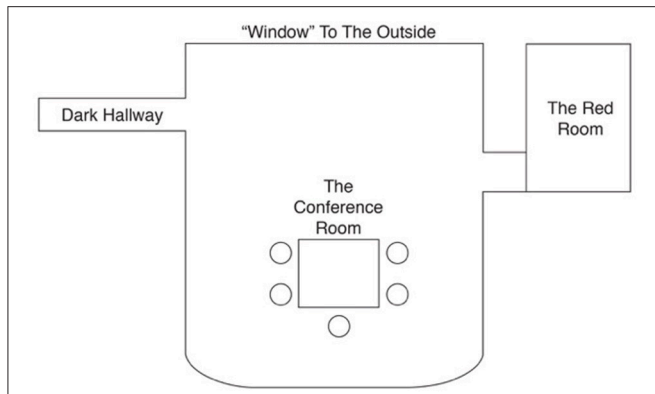 “Window” To The Outside
Dark Hallway
The Red
Room
The
Conference
Room